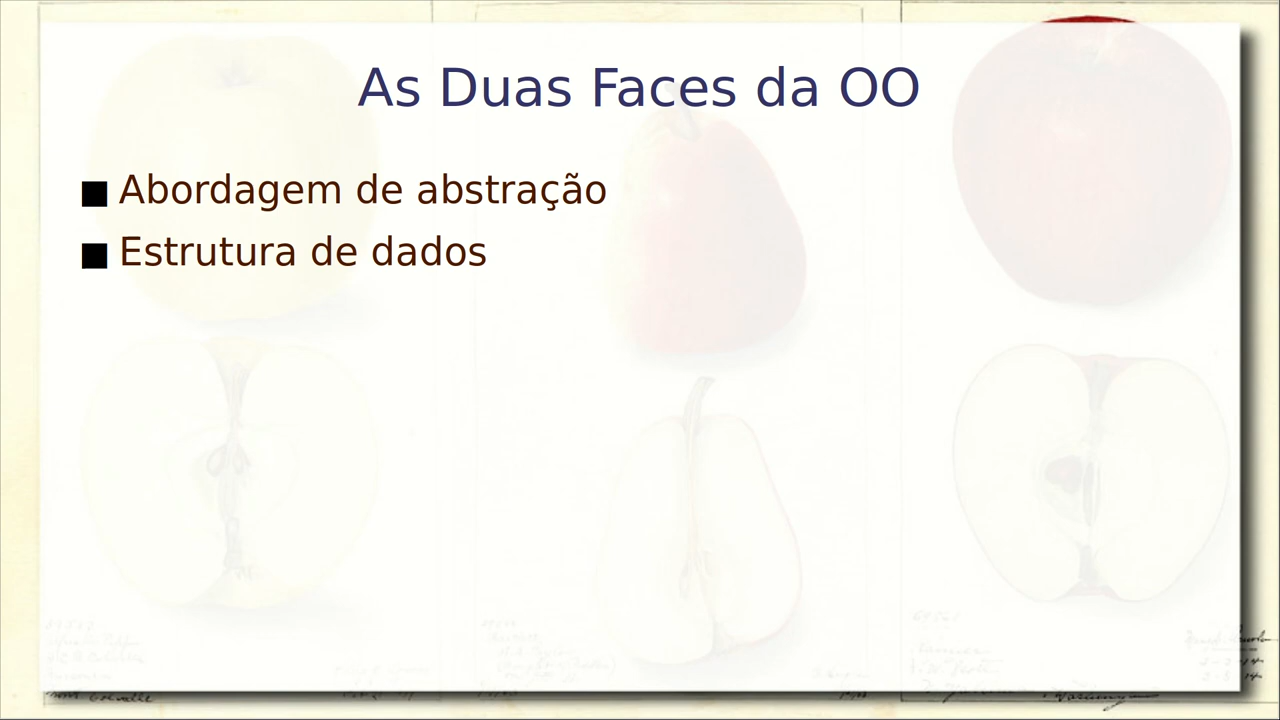 As Duas Faces da OO
■ Abordagem de abstração
■ Estrutura de dados